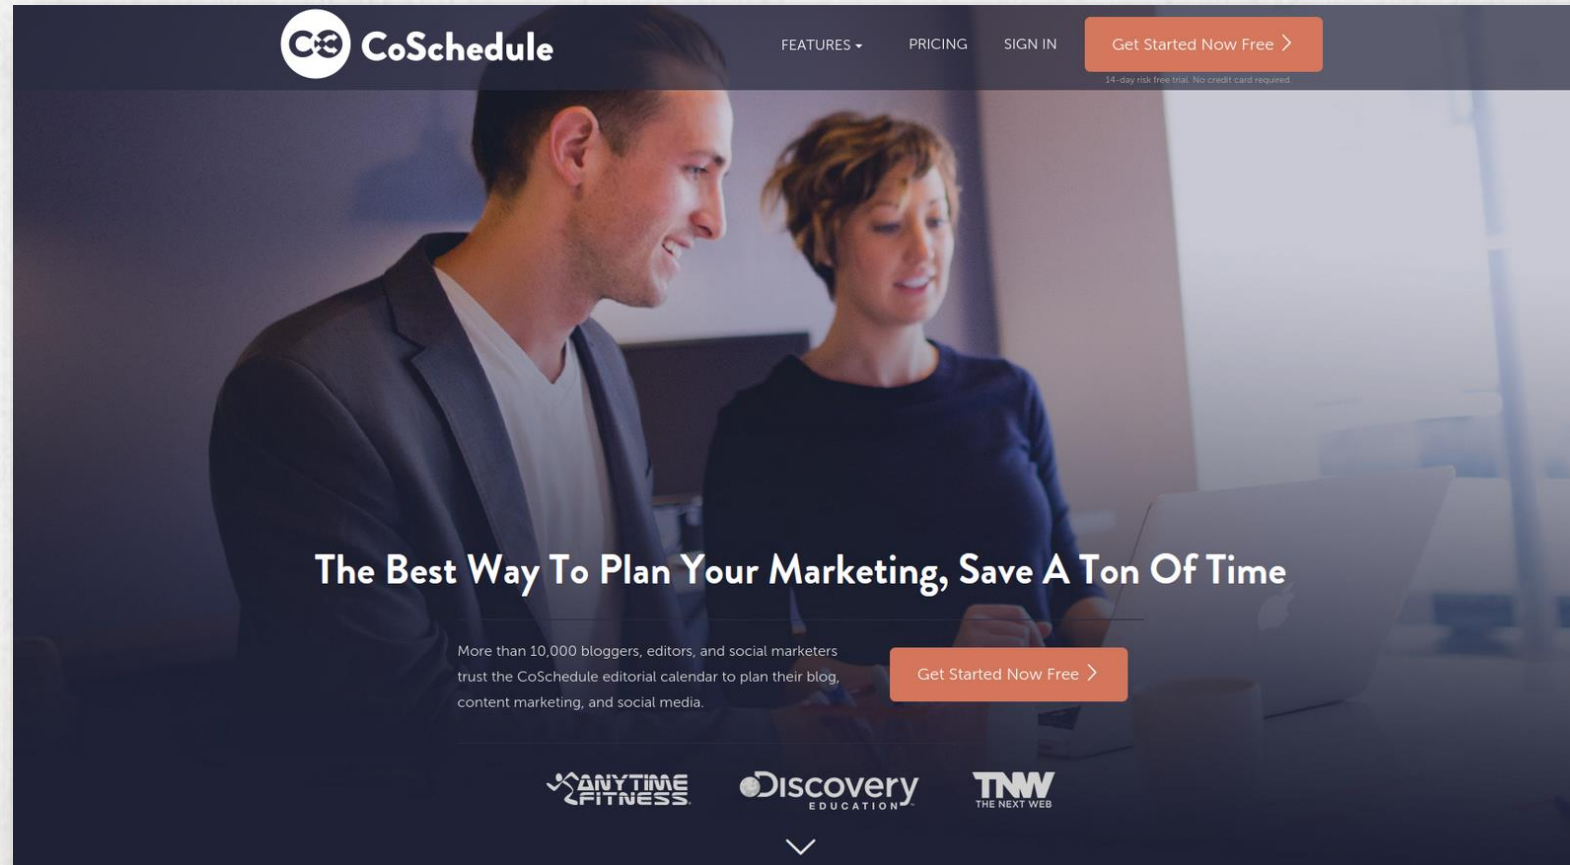 CoSchedule
FEATURES
PRICING
SIGN IN
Get Started Now Free
14-day risk free trial. No credit card required
The Best Way To Plan Your Marketing, Save A Ton Of Time
More than 10,000 bloggers, editors, and social marketers
trust the CoSchedule editorial calendar to plan their blog,
content marketing, and social media.
Get Started Now Free
ANYTIME
FITNESS
Discovery
EDUCATION
TNW
THE NEXT WEB